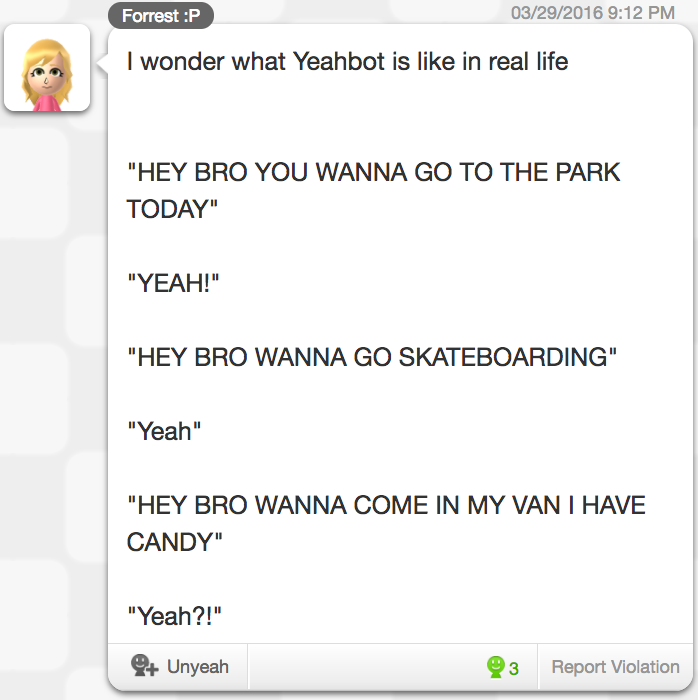 Forrest :P
03/29/2016 9:12 PM
I wonder what Yeahbot is like in real life
"HEY BRO YOU WANNA GO TO THE PARK
TODAY"
"YEAH!"
"HEY BRO WANNA GO SKATEBOARDING"
"Yeah"
"HEY BRO WANNA COME IN MY VAN I HAVE
CANDY"
"Yeah?!"
Unyeah
3
Report Violation